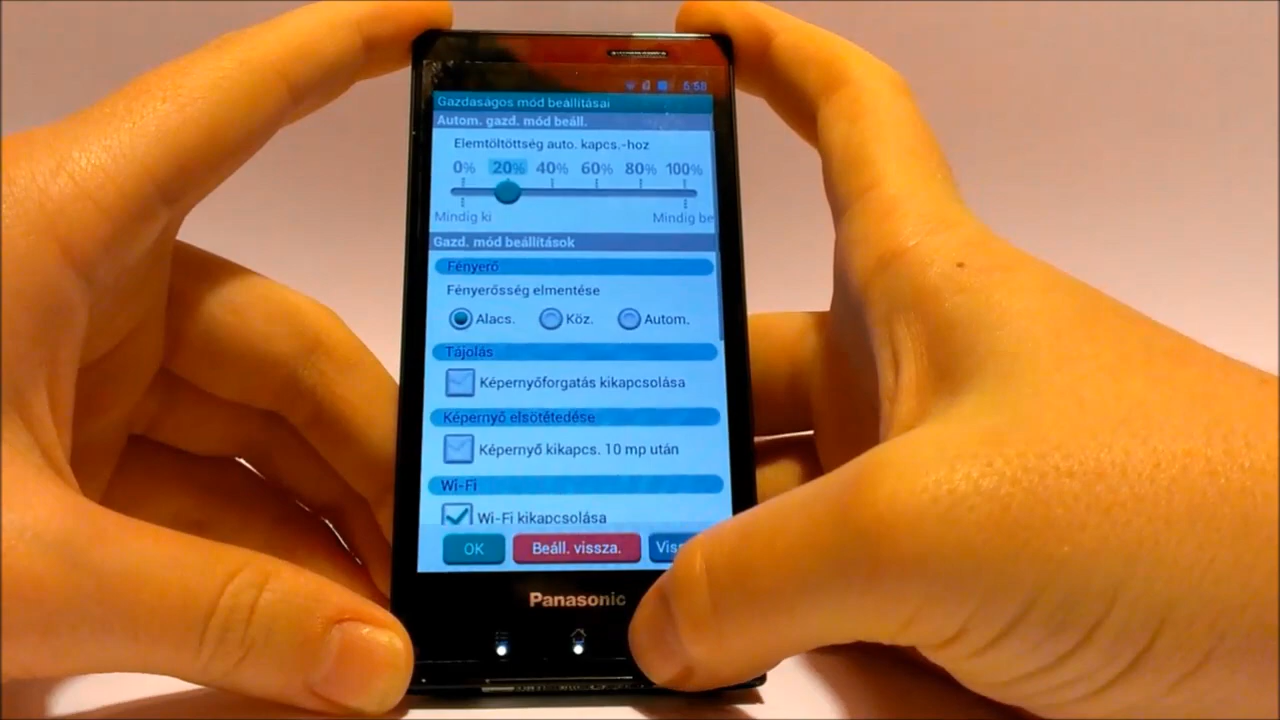 5:58
Gazdaságos mód beállításai
Autom. gazd. mód beáll.
Elemtöltöttség auto. kapcs.-hoz
0% 20% 40% 60% 80% 100%
Mindig ki Mindig be
Gazd. mód beállítások
Fényerő
Fényerősség elmentése
Alacs. Köz. Autom.
Tájolás
Képernyőforgatás kikapcsolása
Képernyő elsötétedése
Képernyő kikapcs. 10 mp után
Wi-Fi
Wi-Fi kikapcsolása
OK Beáll. vissza.
Panasonic